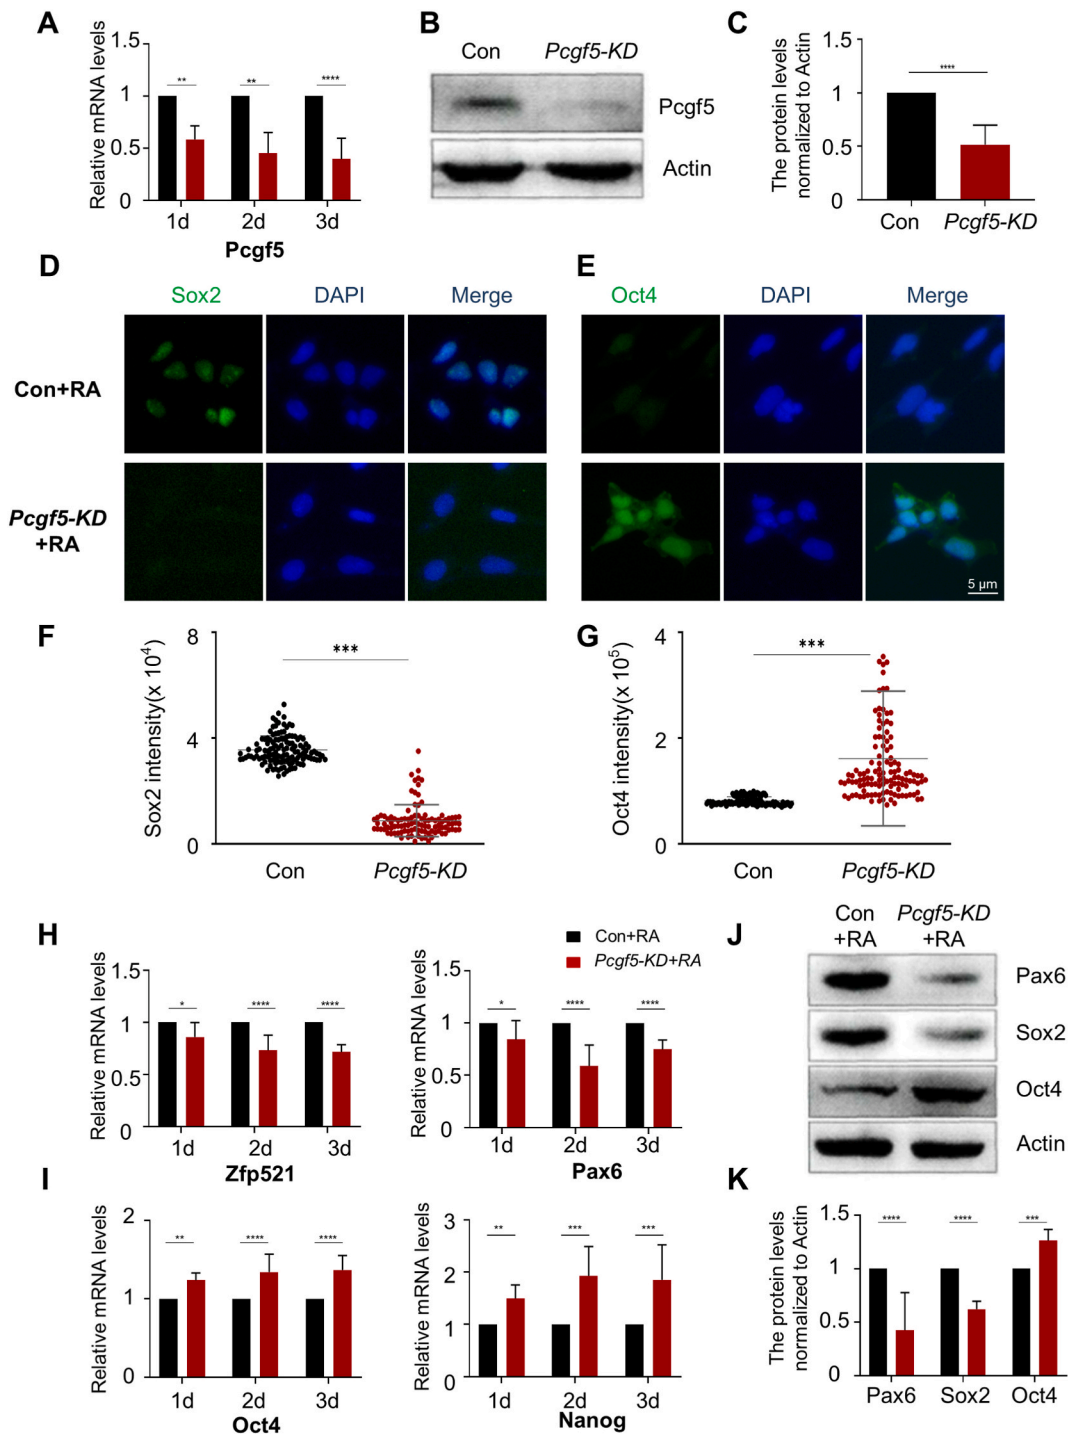 A
Relative mRNA levels
1.5
1
0.5
0
** ** ****
1d 2d 3d
Pcgf5
B
Con Pcgf5-KD
Pcgf5
Actin
C
The protein levels
normalized to Actin
1.5
1
0.5
0
****
Con Pcgf5-KD
D
Sox2 DAPI Merge
Con+RA
Pcgf5-KD
+RA
E
Oct4 DAPI Merge
5 μm
F
Sox2 intensity(x 10⁴)
8
4
0
***
Con Pcgf5-KD
G
Oct4 intensity(x 10⁵)
4
2
0
***
Con Pcgf5-KD
H
Con+RA
Pcgf5-KD+RA
Relative mRNA levels
1.5
1
0.5
0
* **** ****
1d 2d 3d
Zfp521
Relative mRNA levels
1.5
1
0.5
0
* **** ****
1d 2d 3d
Pax6
I
Relative mRNA levels
2
1
0
** **** ****
1d 2d 3d
Oct4
Relative mRNA levels
3
2
1
0
** *** ***
1d 2d 3d
Nanog
J
Con Pcgf5-KD
+RA +RA
Pax6
Sox2
Oct4
Actin
K
The protein levels
normalized to Actin
1.5
1
0.5
0
**** **** ***
Pax6 Sox2 Oct4